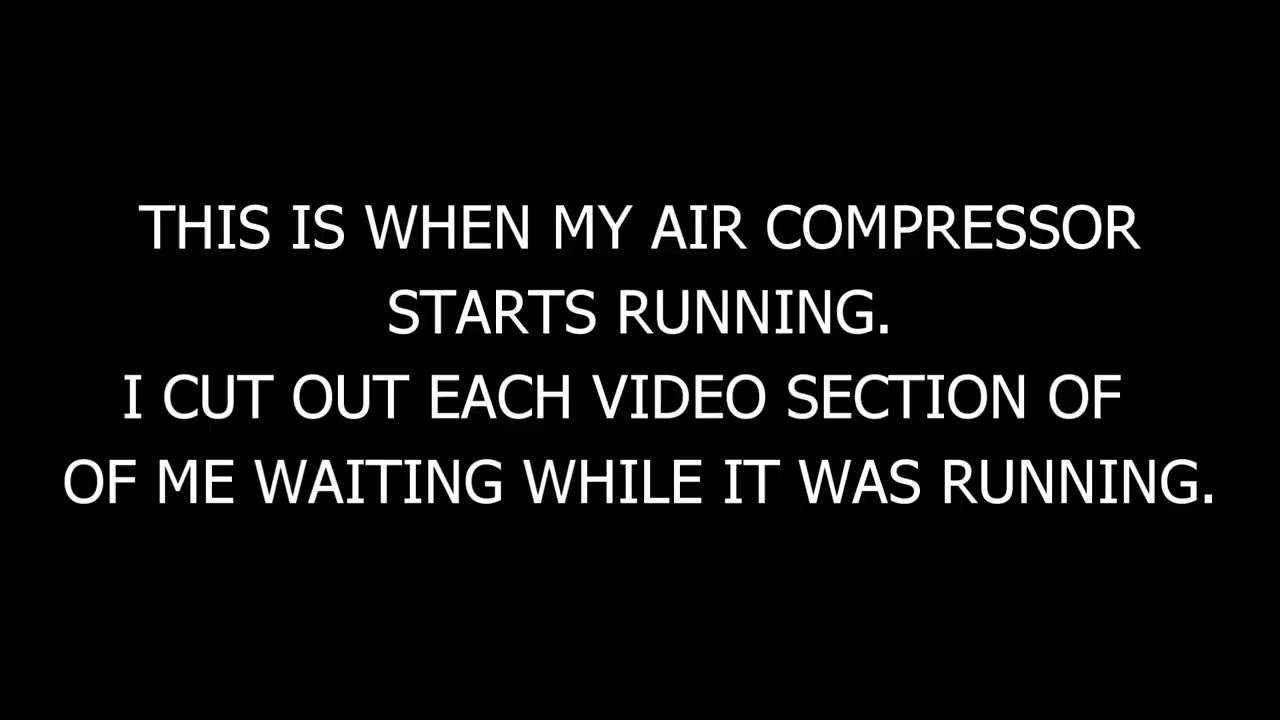 THIS IS WHEN MY AIR COMPRESSOR
STARTS RUNNING.
I CUT OUT EACH VIDEO SECTION OF
OF ME WAITING WHILE IT WAS RUNNING.